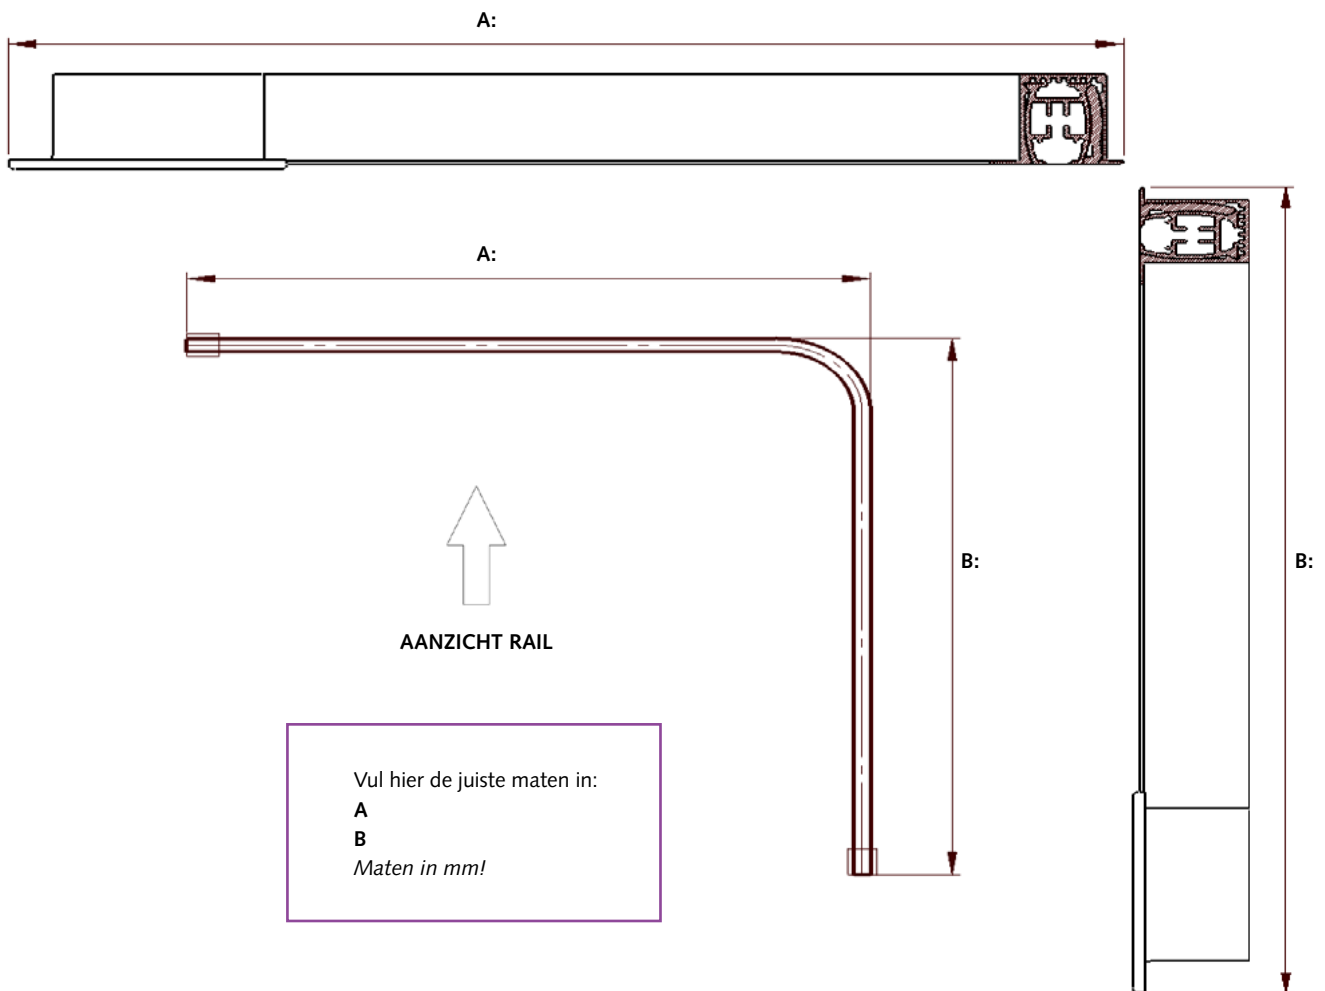 A:
A:
B:
B:
AANZICHT RAIL
Vul hier de juiste maten in:
A
B
Maten in mm!